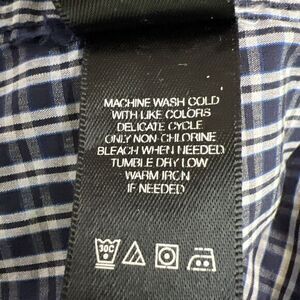 MACHINE WASH COLD
WITH LIKE COLORS
DELICATE CYCLE
ONLY NON-CHLORINE
BLEACH WHEN NEEDED
TUMBLE DRY LOW
WARM IRON
IF NEEDED
30C